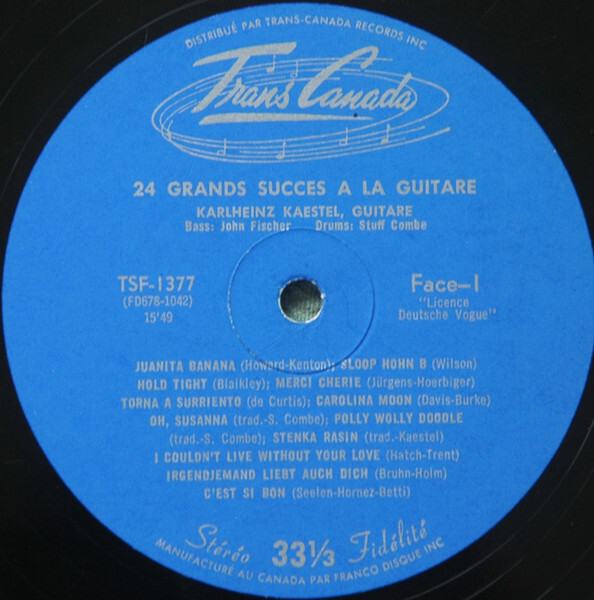 DISTRIBUÉ PAR TRANS-CANADA RECORDS INC
Trans Canada
24 GRANDS SUCCES A LA GUITARE
KARLHEINZ KAESTEL, GUITARE
Bass: John Fischer Drums: Stuff Combe
TSF-1377
(FD678-1042)
15'49
Face-1
"Licence
Deutsche Vogue"
JUANITA BANANA (Howard-Kenton); SLOOP HOHN B (Wilson)
HOLD TIGHT (Blaikley); MERCI CHERIE (Jürgens-Hoerbiger)
TORNA A SURRIENTO (de Curtis); CAROLINA MOON (Davis-Burke)
OH, SUSANNA (trad.-S. Combe); POLLY WOLLY DOODLE
(trad.-S. Combe); STENKA RASIN (trad.-Kaestel)
I COULDN'T LIVE WITHOUT YOUR LOVE (Hatch-Trent)
IRGENDJEMAND LIEBT AUCH DICH (Bruhn-Holm)
C'EST SI BON (Seelen-Hornez-Betti)
Stéréo 33⅓ Fidélité
MANUFACTURÉ AU CANADA PAR FRANCO DISQUE INC